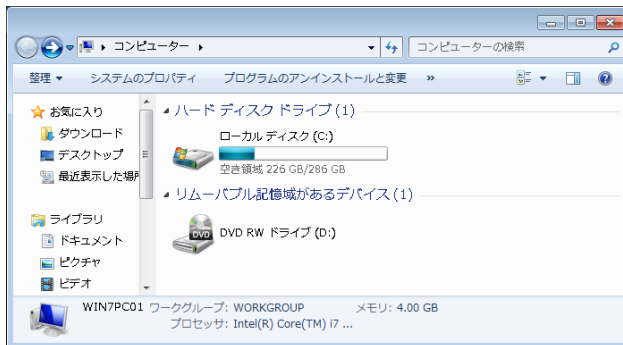 コンピューター
コンピューターの検索
整理 システムのプロパティ プログラムのアンインストールと変更 »
お気に入り
ダウンロード
デスクトップ
最近表示した場所
ライブラリ
ドキュメント
ピクチャ
ビデオ
ハード ディスク ドライブ (1)
ローカル ディスク (C:)
空き領域 226 GB/286 GB
リムーバブル記憶域があるデバイス (1)
DVD
DVD RW ドライブ (D:)
WIN7PC01 ワークグループ: WORKGROUP メモリ: 4.00 GB
プロセッサ: Intel(R) Core(TM) i7 ...